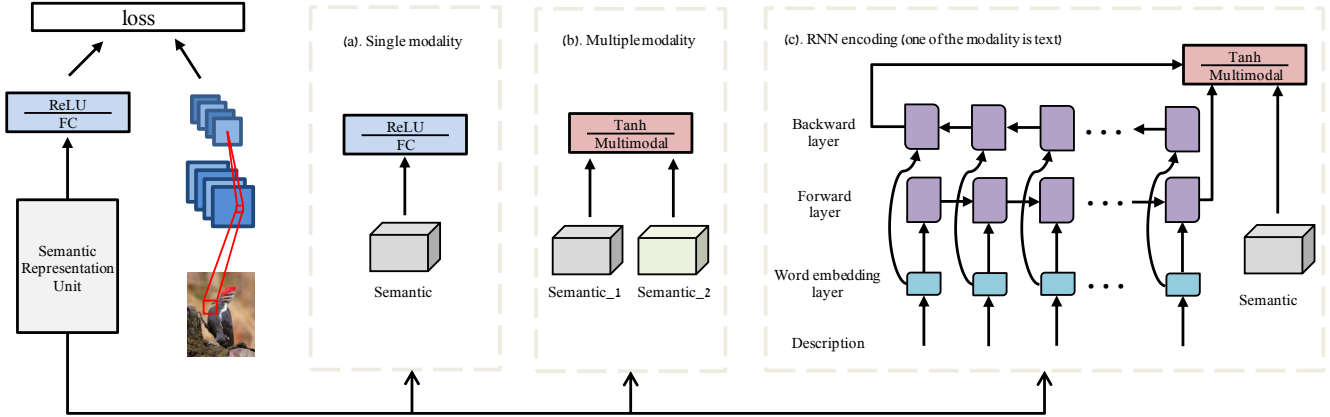 loss
ReLU
FC
Semantic
Representation
Unit
(a). Single modality
ReLU
FC
Semantic
(b). Multiple modality
Tanh
Multimodal
Semantic_1
Semantic_2
(c). RNN encoding (one of the modality is text)
Tanh
Multimodal
Backward
layer
Forward
layer
Word embedding
layer
Semantic
Description